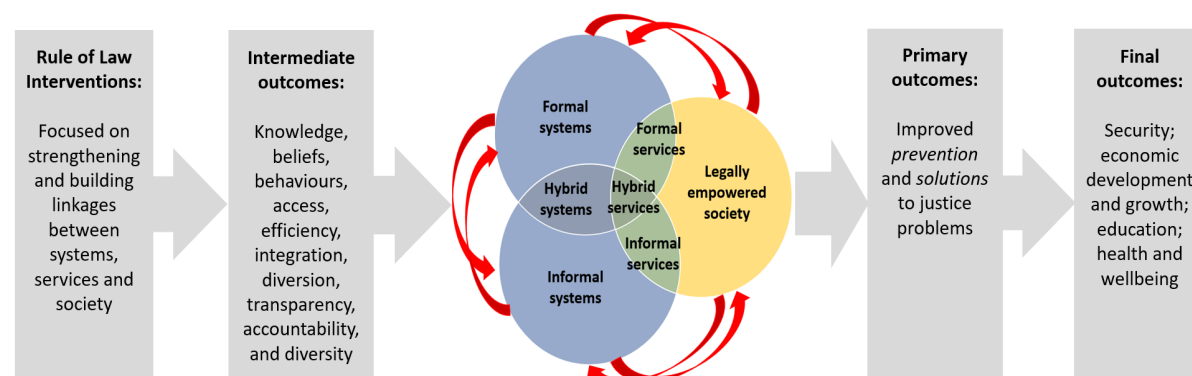 Rule of Law
Interventions:
Focused on
strengthening
and building
linkages
between
systems,
services and
society
Intermediate
outcomes:
Knowledge,
beliefs,
behaviours,
access,
efficiency,
integration,
diversion,
transparency,
accountability,
and diversity
Formal
systems
Formal
services
Legally
empowered
society
Hybrid
systems
Hybrid
services
Informal
services
Informal
systems
Primary
outcomes:
Improved
prevention
and solutions
to justice
problems
Final
outcomes:
Security;
economic
development
and growth;
education;
health and
wellbeing